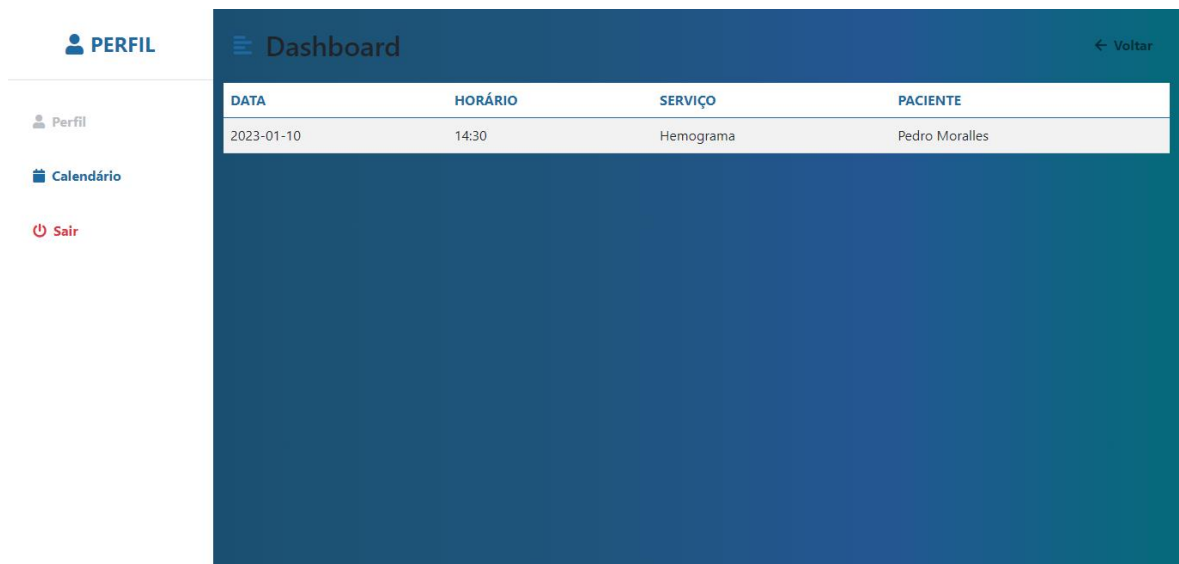 PERFIL
Perfil
Calendário
Sair
Dashboard
Voltar
DATA HORÁRIO SERVIÇO PACIENTE
2023-01-10 14:30 Hemograma Pedro Moralles